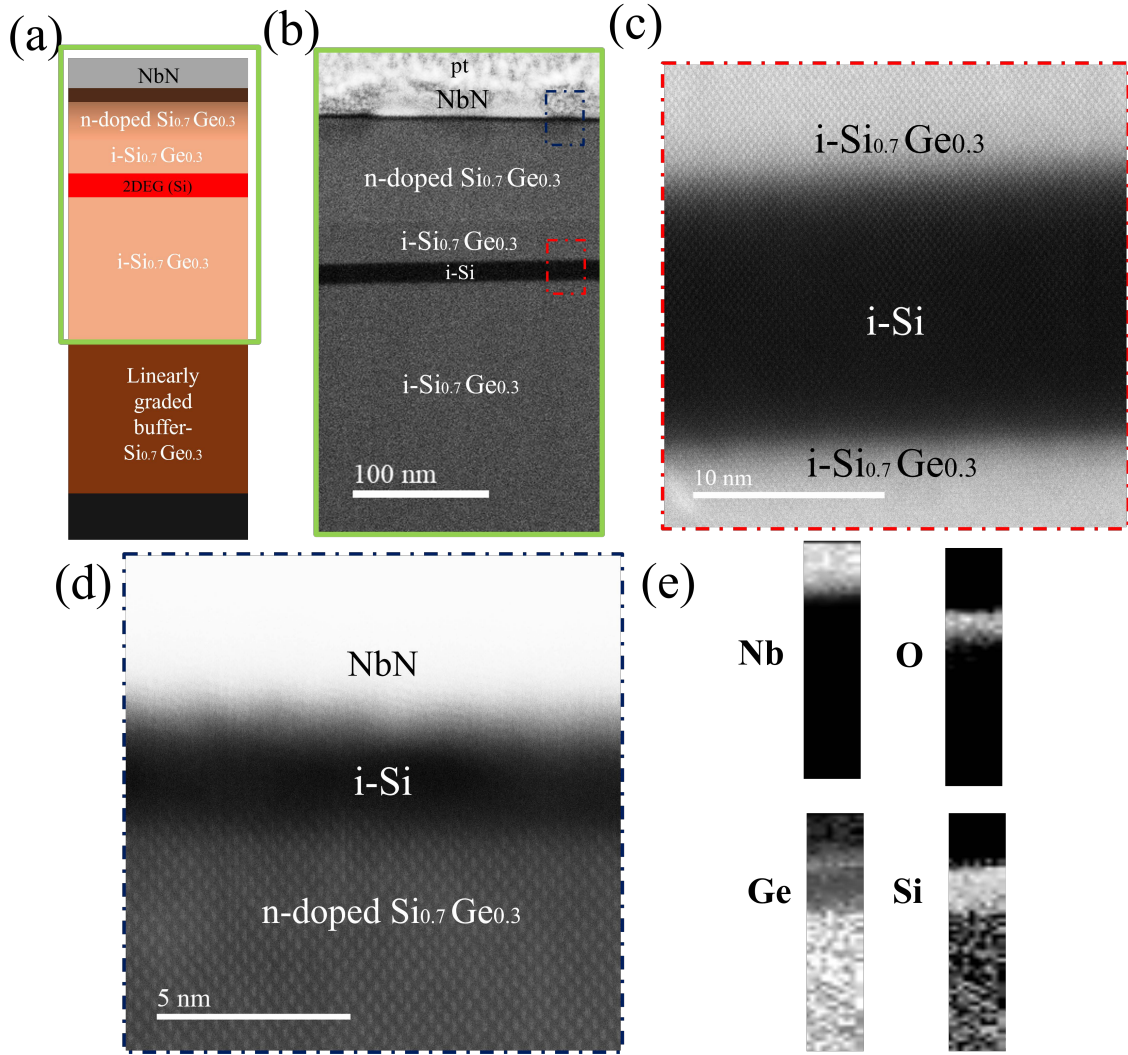 (a)
NbN
n-doped Si0.7 Ge0.3
i-Si0.7 Ge0.3
2DEG (Si)
i-Si0.7 Ge0.3
Linearly
graded
buffer-
Si0.7 Ge0.3
(b)
pt
NbN
n-doped Si0.7 Ge0.3
i-Si0.7 Ge0.3
i-Si
i-Si0.7 Ge0.3
100 nm
(c)
i-Si0.7 Ge0.3
i-Si
i-Si0.7 Ge0.3
10 nm
(d)
NbN
i-Si
n-doped Si0.7 Ge0.3
5 nm
(e)
Nb
O
Ge
Si